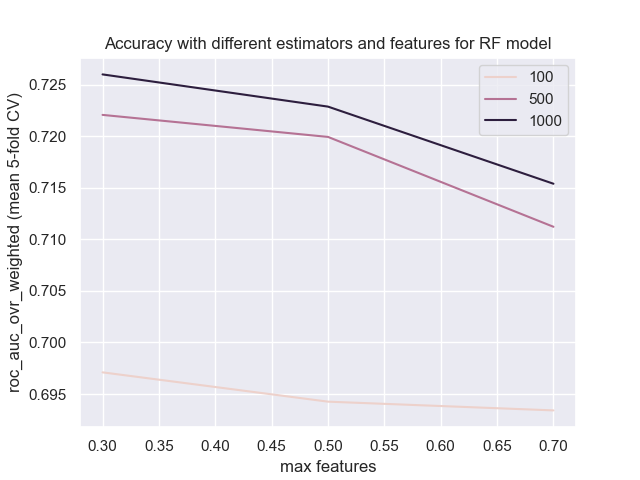 Accuracy with different estimators and features for RF model
100
500
1000
roc_auc_ovr_weighted (mean 5-fold CV)
0.725
0.720
0.715
0.710
0.705
0.700
0.695
0.30 0.35 0.40 0.45 0.50 0.55 0.60 0.65 0.70
max features